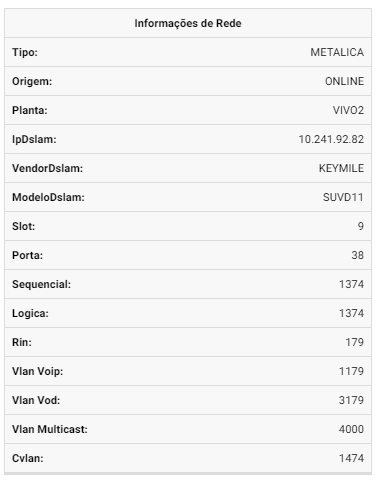 Informações de Rede
Tipo: METALICA
Origem: ONLINE
Planta: VIVO2
IpDslam: 10.241.92.82
VendorDslam: KEYMILE
ModeloDslam: SUVD11
Slot: 9
Porta: 38
Sequencial: 1374
Logica: 1374
Rin: 179
Vlan Voip: 1179
Vlan Vod: 3179
Vlan Multicast: 4000
Cvlan: 1474